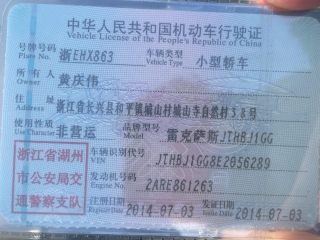 中华人民共和国机动车行驶证
Vehicle License of the People's Republic of China
号牌号码 浙EHX863 车辆类型 小型轿车
Plate No. Vehicle Type
所有人 黄庆伟
Owner
住址 浙江省长兴县和平镇城山村城山寺自然村38号
Address
使用性质 非营运 品牌型号 雷克萨斯JTHBJ1GG
Use Character Model
浙江省湖州 车辆识别代号 JTHBJ1GG8E2056289
VIN
市公安局交 发动机号码 2ARE861263
Engine No.
通警察支队 注册日期 2014-07-03 发证日期 2014-07-03
Register Date Issue Date